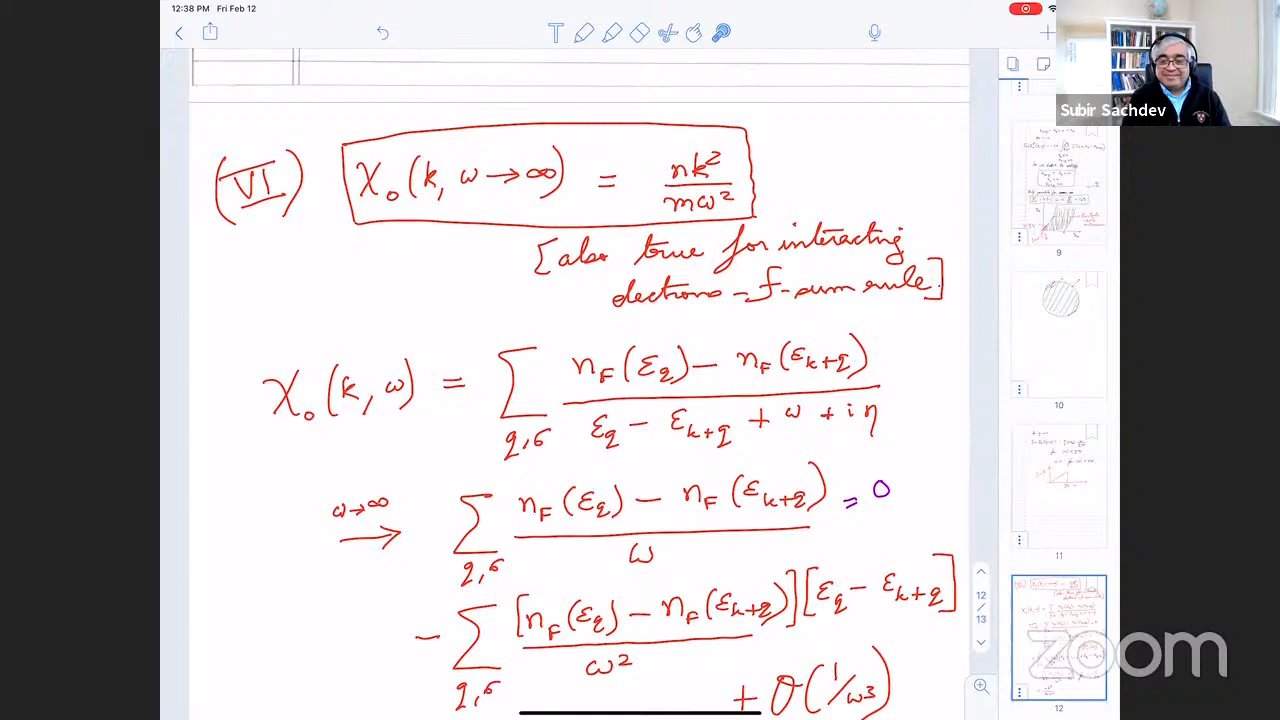 12:38 PM Fri Feb 12
Subir Sachdev
(VI) χ₀(k, ω→∞) = nk²/mω²
[also true for interacting
electrons - f-sum rule]
χ₀(k, ω) = Σ_{q,σ} (n_F(ε_q) − n_F(ε_{k+q})) / (ε_q − ε_{k+q} + ω + iη)
ω→∞ → Σ_{q,σ} (n_F(ε_q) − n_F(ε_{k+q})) / ω = 0
− Σ_{q,σ} [n_F(ε_q) − n_F(ε_{k+q})][ε_q − ε_{k+q}] / ω²
+ O(1/ω³)
9
10
11
12
/
13
12
zoom